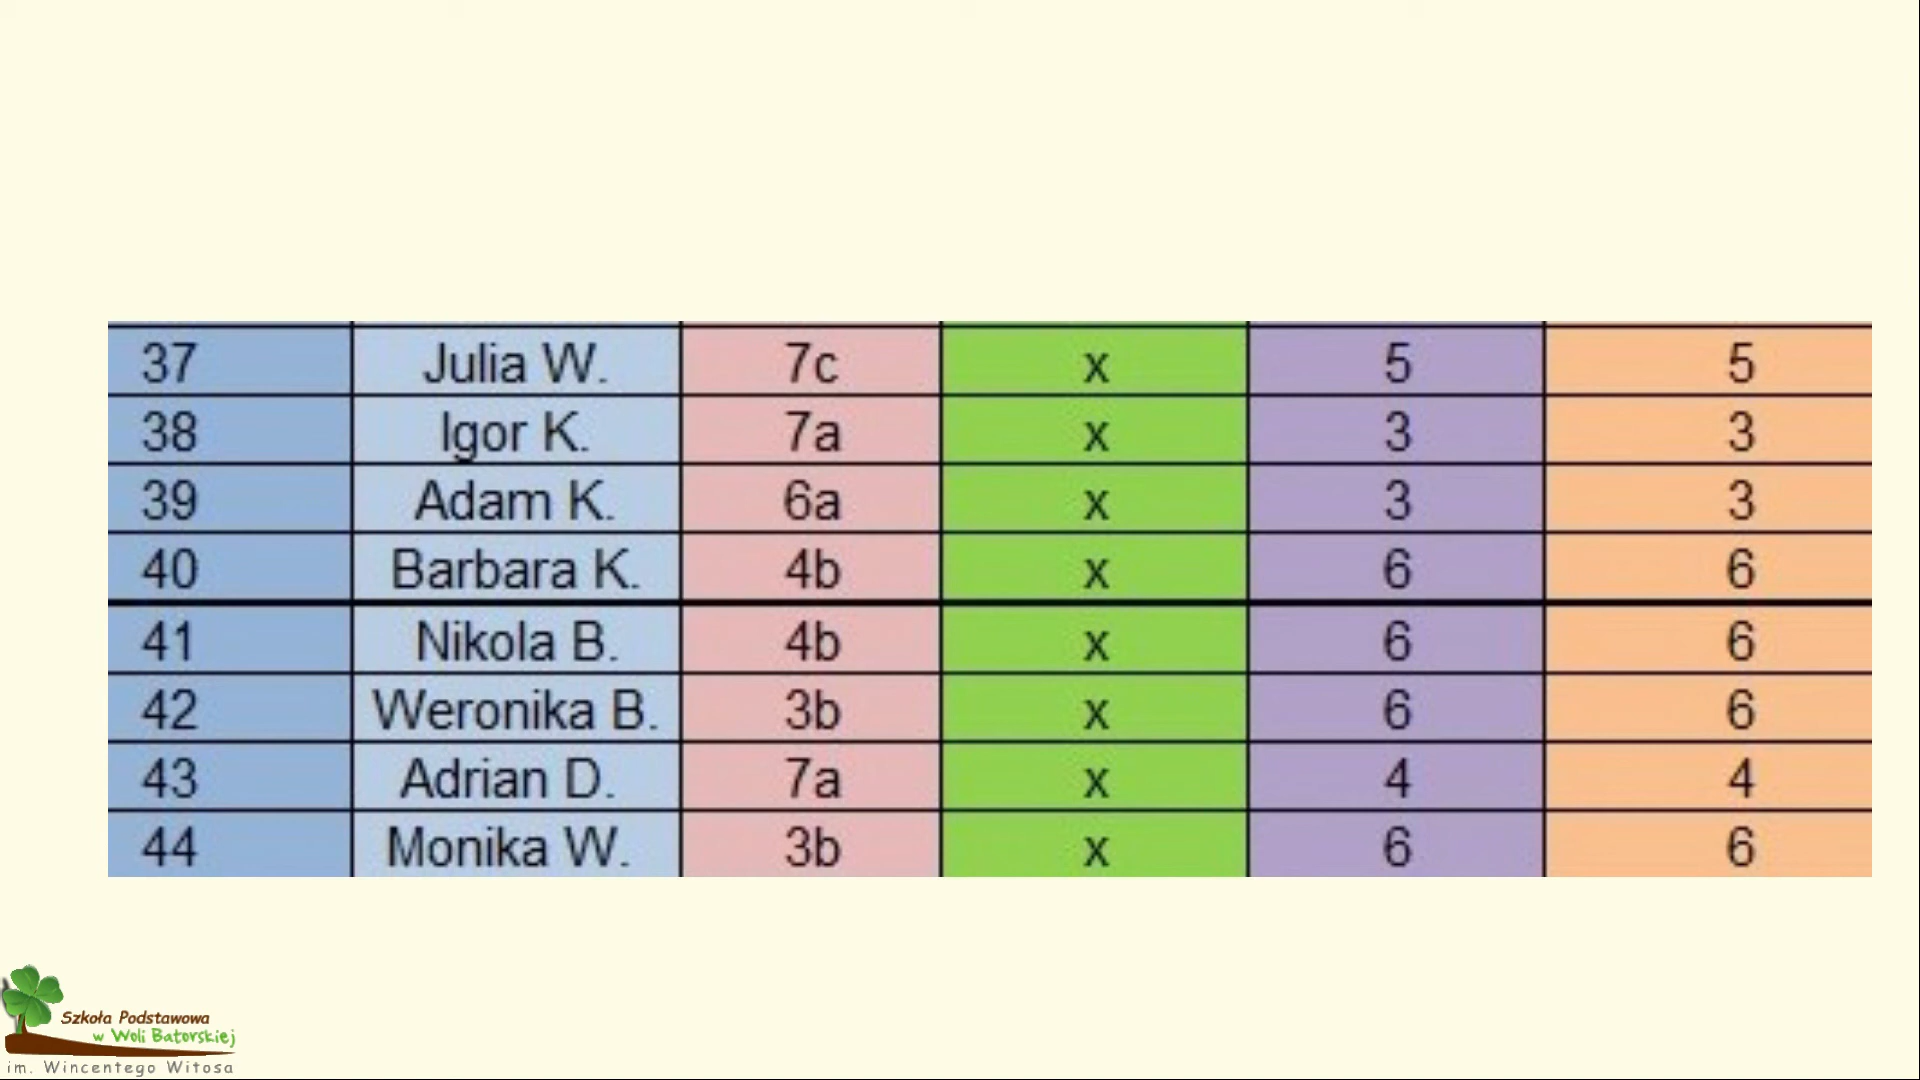 37 Julia W. 7c x 5 5
38 Igor K. 7a x 3 3
39 Adam K. 6a x 3 3
40 Barbara K. 4b x 6 6
41 Nikola B. 4b x 6 6
42 Weronika B. 3b x 6 6
43 Adrian D. 7a x 4 4
44 Monika W. 3b x 6 6
Szkoła Podstawowa
w Woli Batorskiej
im. Wincentego Witosa